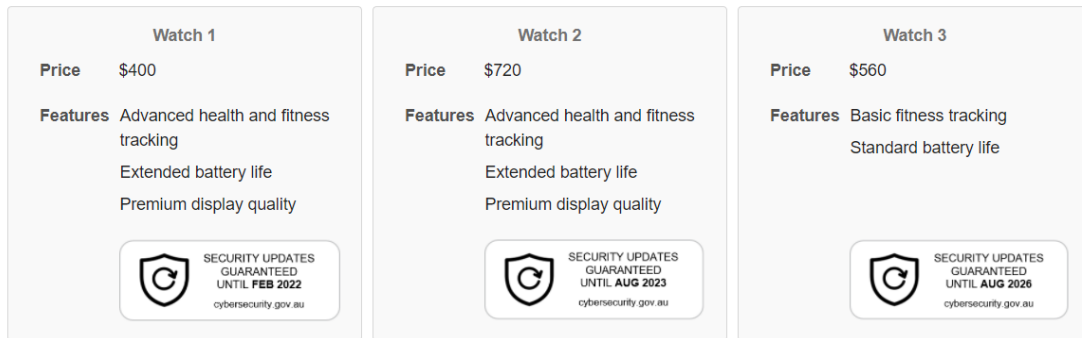 Watch 1
Price $400
Features Advanced health and fitness
tracking
Extended battery life
Premium display quality
SECURITY UPDATES
GUARANTEED
UNTIL FEB 2022
cybersecurity.gov.au
Watch 2
Price $720
Features Advanced health and fitness
tracking
Extended battery life
Premium display quality
SECURITY UPDATES
GUARANTEED
UNTIL AUG 2023
cybersecurity.gov.au
Watch 3
Price $560
Features Basic fitness tracking
Standard battery life
SECURITY UPDATES
GUARANTEED
UNTIL AUG 2026
cybersecurity.gov.au